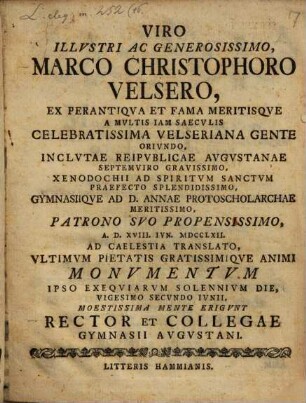 L. eleg. m. 252
VIRO
ILLVSTRI AC GENEROSISSIMO,
MARCO CHRISTOPHORO
VELSERO,
EX PERANTIQVA ET FAMA MERITISQVE
A MVLTIS IAM SAECVLIS
CELEBRATISSIMA VELSERIANA GENTE
ORIVNDO,
INCLVTAE REIPVBLICAE AVGVSTANAE
SEPTEMVIRO GRAVISSIMO,
XENODOCHII AD SPIRITVM SANCTVM
PRAEFECTO SPLENDIDISSIMO,
GYMNASIIQVE AD D. ANNAE PROTOSCHOLARCHAE
MERITISSIMO,
PATRONO SVO PROPENSISSIMO,
A. D. XVIII. IVN. MDCCLXII.
AD CAELESTIA TRANSLATO,
VLTIMVM PIETATIS GRATISSIMIQVE ANIMI
MONVMENTVM
IPSO EXEQVIARVM SOLENNIVM DIE,
VIGESIMO SECVNDO IVNII,
MOESTISSIMA MENTE ERIGVNT
RECTOR ET COLLEGAE
GYMNASII AVGVSTANI.
LITTERIS HAMMIANIS.